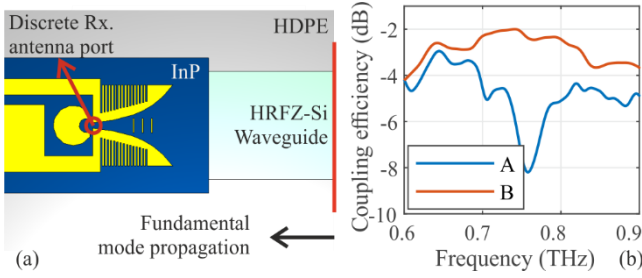 Discrete Rx.
antenna port
HDPE
InP
HRFZ-Si
Waveguide
Fundamental
mode propagation
(a)
Coupling efficiency (dB)
-2
-4
-6
-8
-10
A
B
0.6
0.7
0.8
0.9
Frequency (THz)
(b)